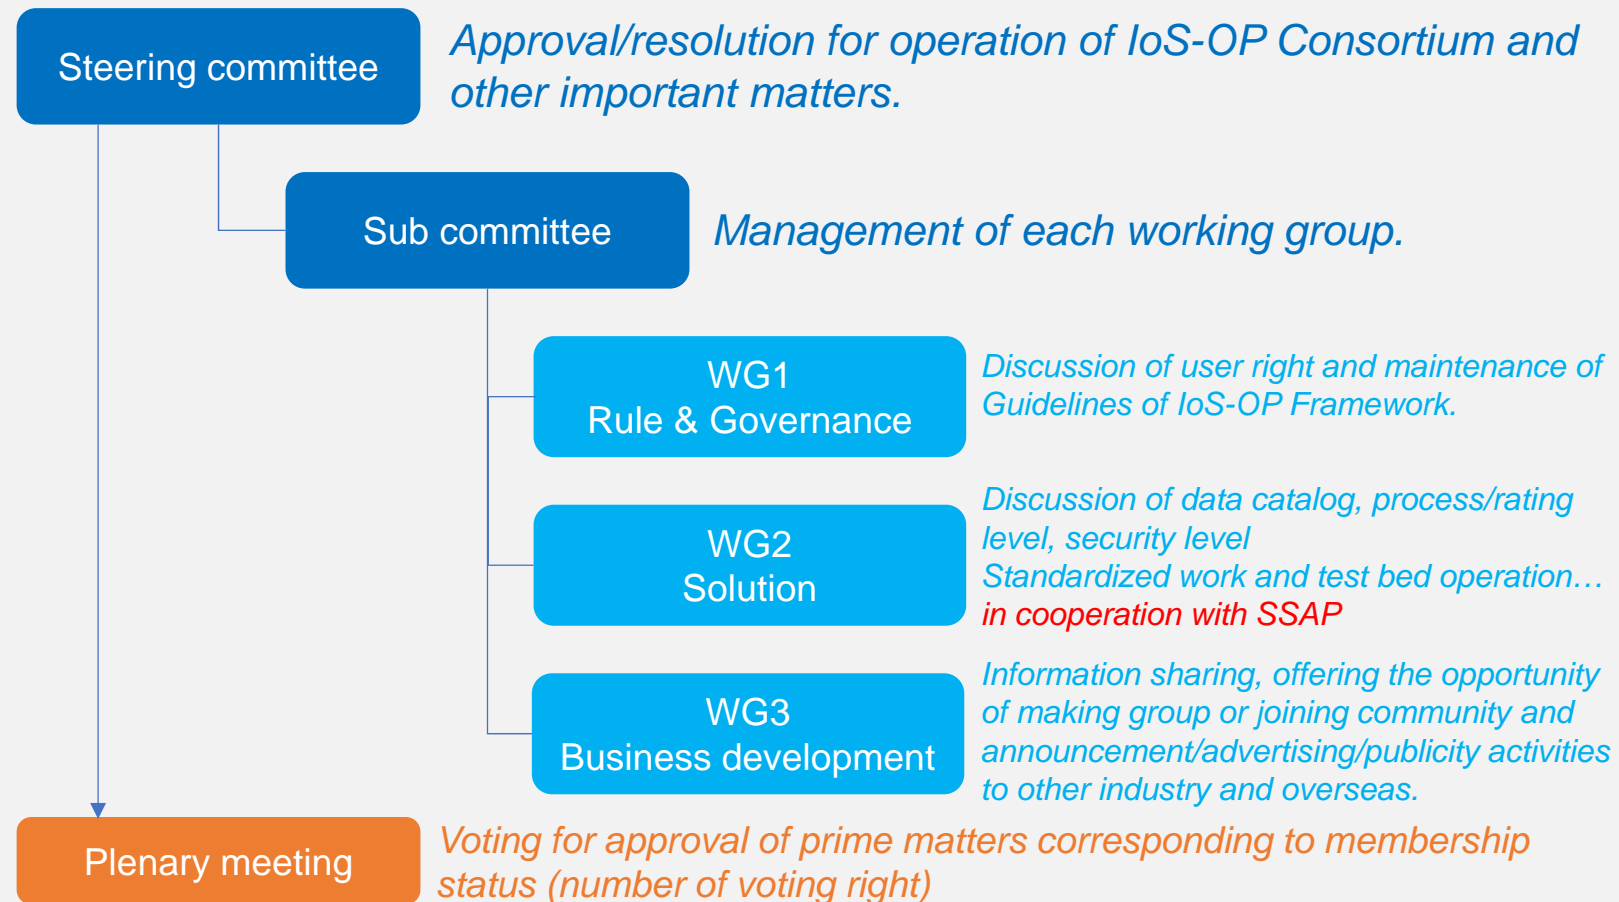 Steering committee
Approval/resolution for operation of IoS-OP Consortium and
other important matters.
Sub committee
Management of each working group.
WG1
Rule & Governance
Discussion of user right and maintenance of
Guidelines of IoS-OP Framework.
WG2
Solution
Discussion of data catalog, process/rating
level, security level
Standardized work and test bed operation…
in cooperation with SSAP
WG3
Business development
Information sharing, offering the opportunity
of making group or joining community and
announcement/advertising/publicity activities
to other industry and overseas.
Plenary meeting
Voting for approval of prime matters corresponding to membership
status (number of voting right)